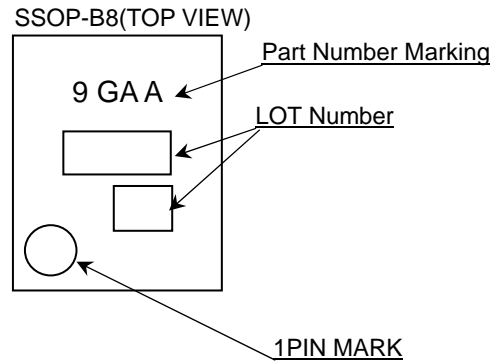 SSOP-B8(TOP VIEW)
Part Number Marking
9 GA A
LOT Number
1PIN MARK